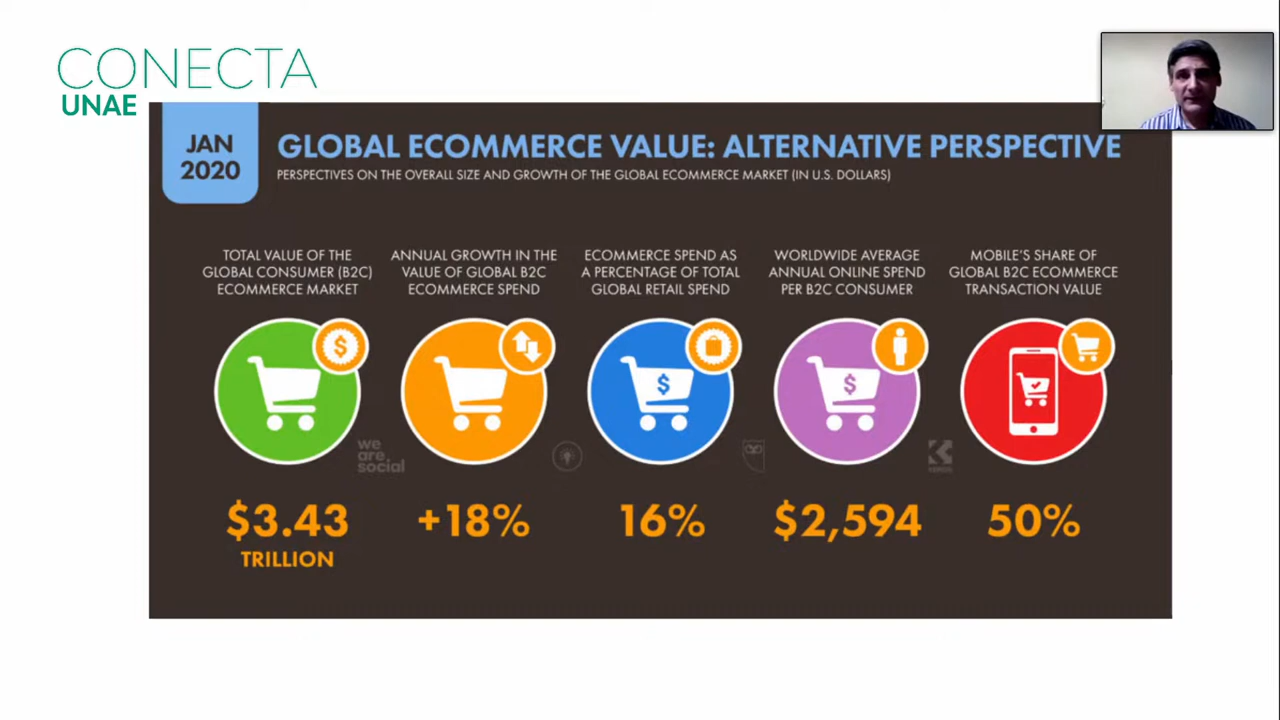 CONECTA
UNAE
JAN
2020
GLOBAL ECOMMERCE VALUE: ALTERNATIVE PERSPECTIVE
PERSPECTIVES ON THE OVERALL SIZE AND GROWTH OF THE GLOBAL ECOMMERCE MARKET (IN U.S. DOLLARS)
TOTAL VALUE OF THE
GLOBAL CONSUMER (B2C)
ECOMMERCE MARKET
$
$3.43
TRILLION
ANNUAL GROWTH IN THE
VALUE OF GLOBAL B2C
ECOMMERCE SPEND
+18%
ECOMMERCE SPEND AS
A PERCENTAGE OF TOTAL
GLOBAL RETAIL SPEND
$
16%
WORLDWIDE AVERAGE
ANNUAL ONLINE SPEND
PER B2C CONSUMER
$
$2,594
MOBILE'S SHARE OF
GLOBAL B2C ECOMMERCE
TRANSACTION VALUE
50%
we
are
social